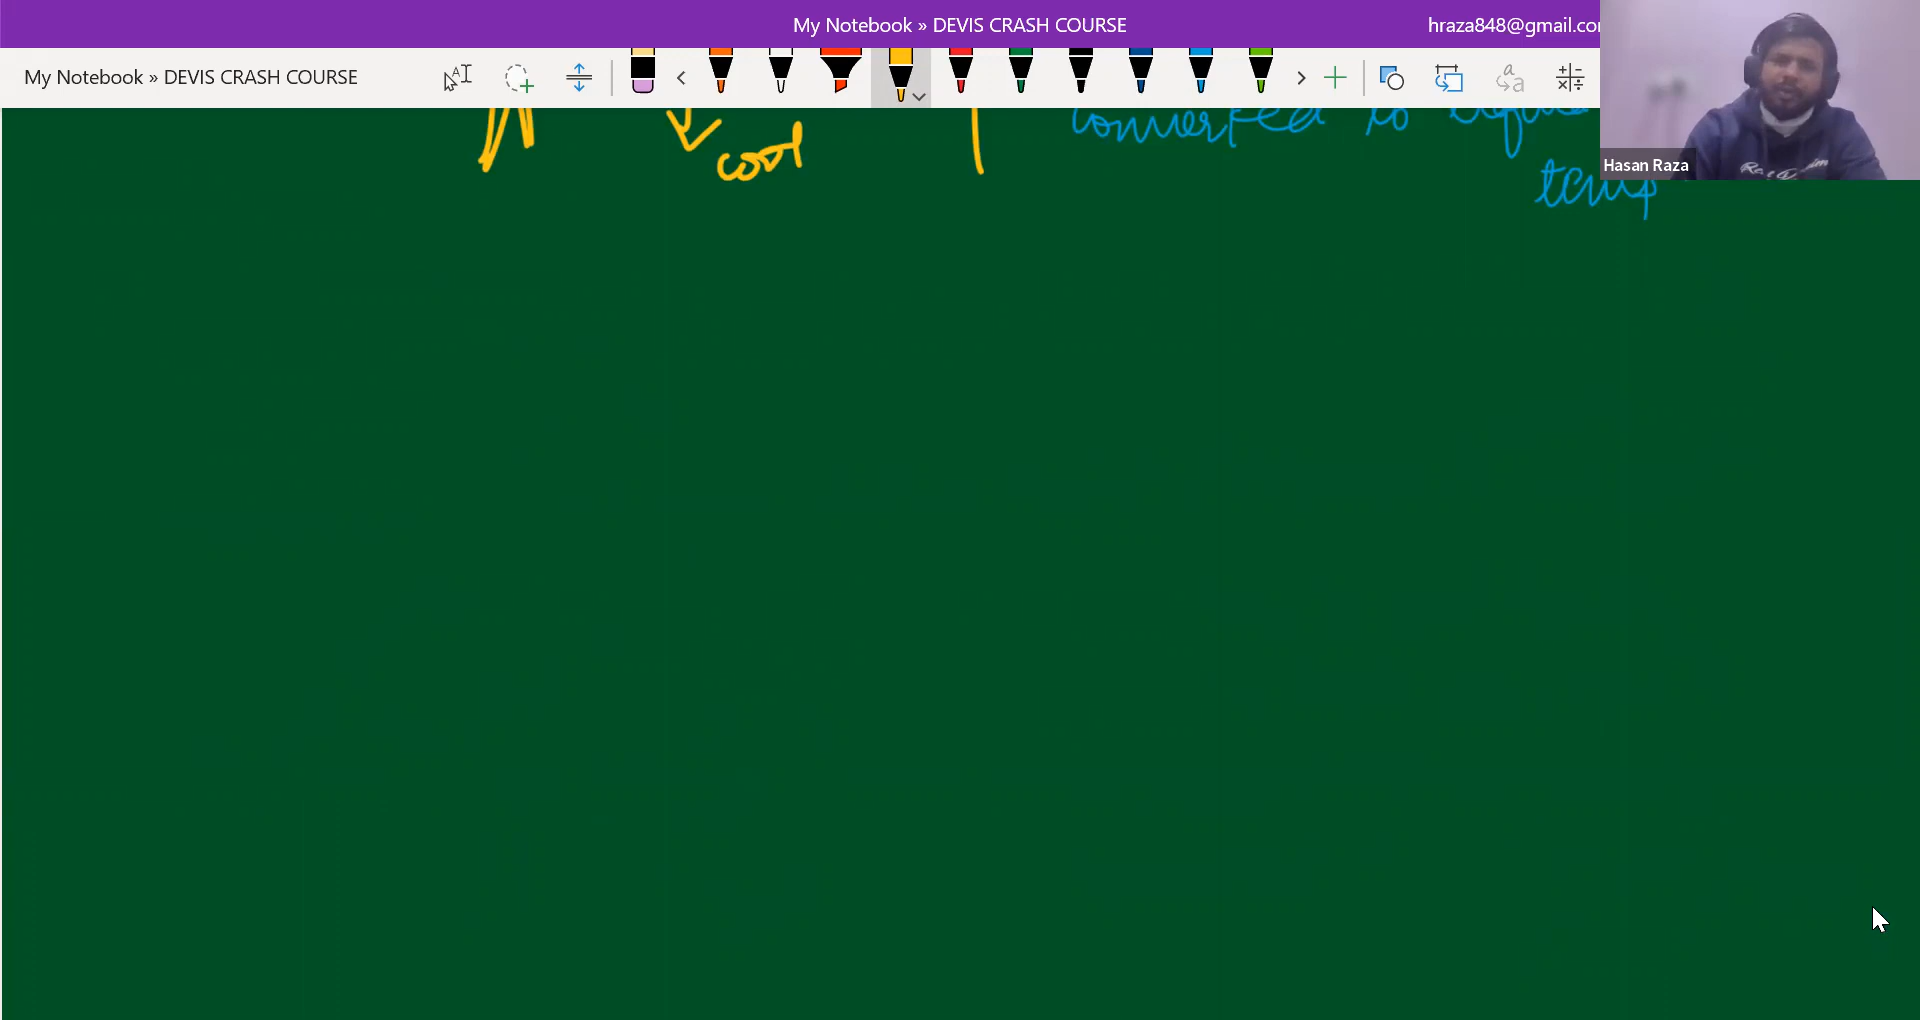 My Notebook » DEVIS CRASH COURSE
hraza848@gmail.co
My Notebook » DEVIS CRASH COURSE
Hasan Raza
cool
converted to
temp